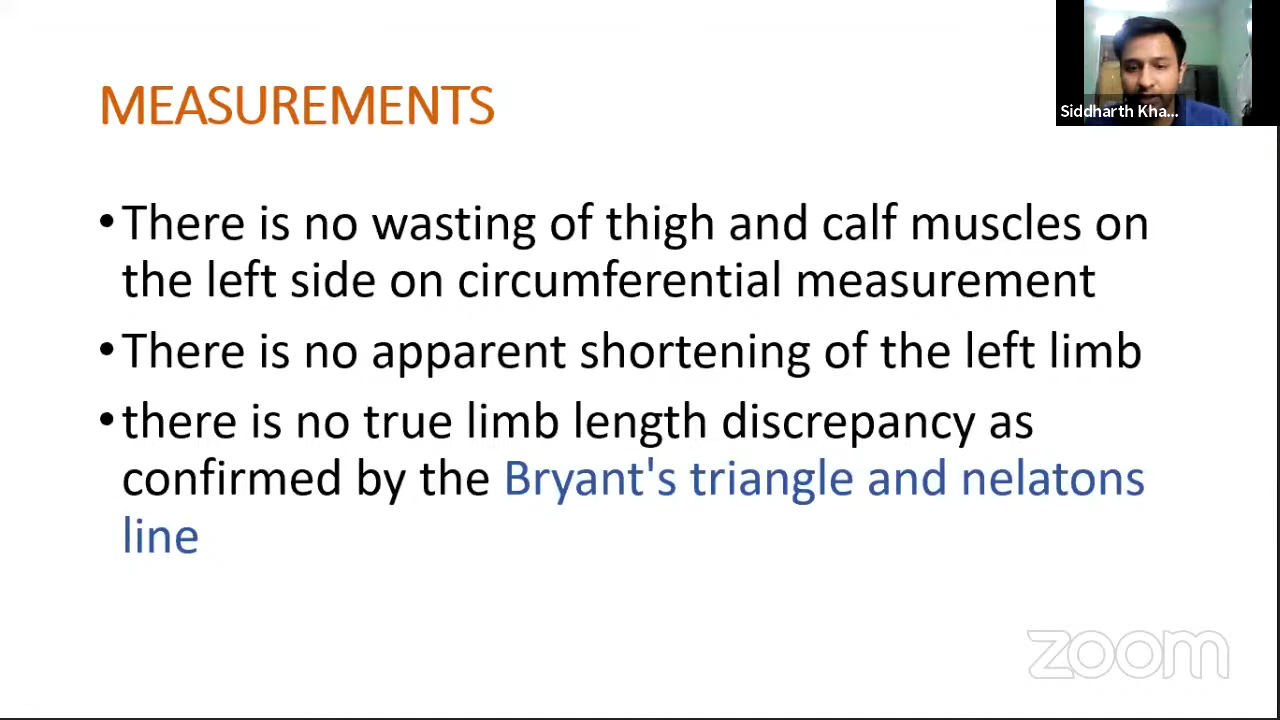 MEASUREMENTS
Siddharth Kha...
•There is no wasting of thigh and calf muscles on
the left side on circumferential measurement
•There is no apparent shortening of the left limb
•there is no true limb length discrepancy as
confirmed by the Bryant's triangle and nelatons
line
zoom